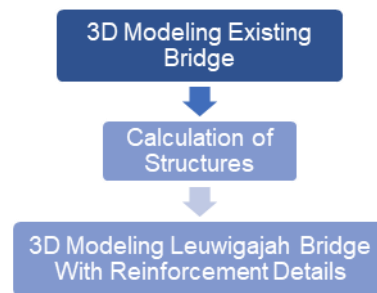 3D Modeling Existing
Bridge
Calculation of
Structures
3D Modeling Leuwigajah Bridge
With Reinforcement Details